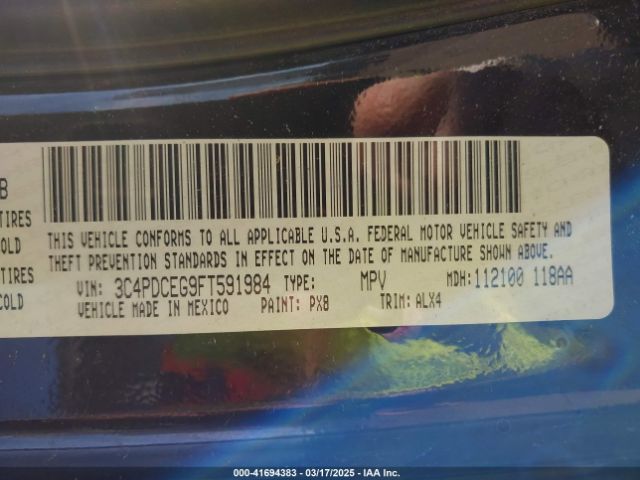 B
TIRES
COLD
TIRES
COLD
THIS VEHICLE CONFORMS TO ALL APPLICABLE U.S.A. FEDERAL MOTOR VEHICLE SAFETY AND
THEFT PREVENTION STANDARDS IN EFFECT ON THE DATE OF MANUFACTURE SHOWN ABOVE.
VIN: 3C4PDCEG9FT591984 TYPE: MPV MDH: 112100 118AA
VEHICLE MADE IN MEXICO PAINT: PX8 TRIM: ALX4
000-41694383 - 03/17/2025 - IAA Inc.